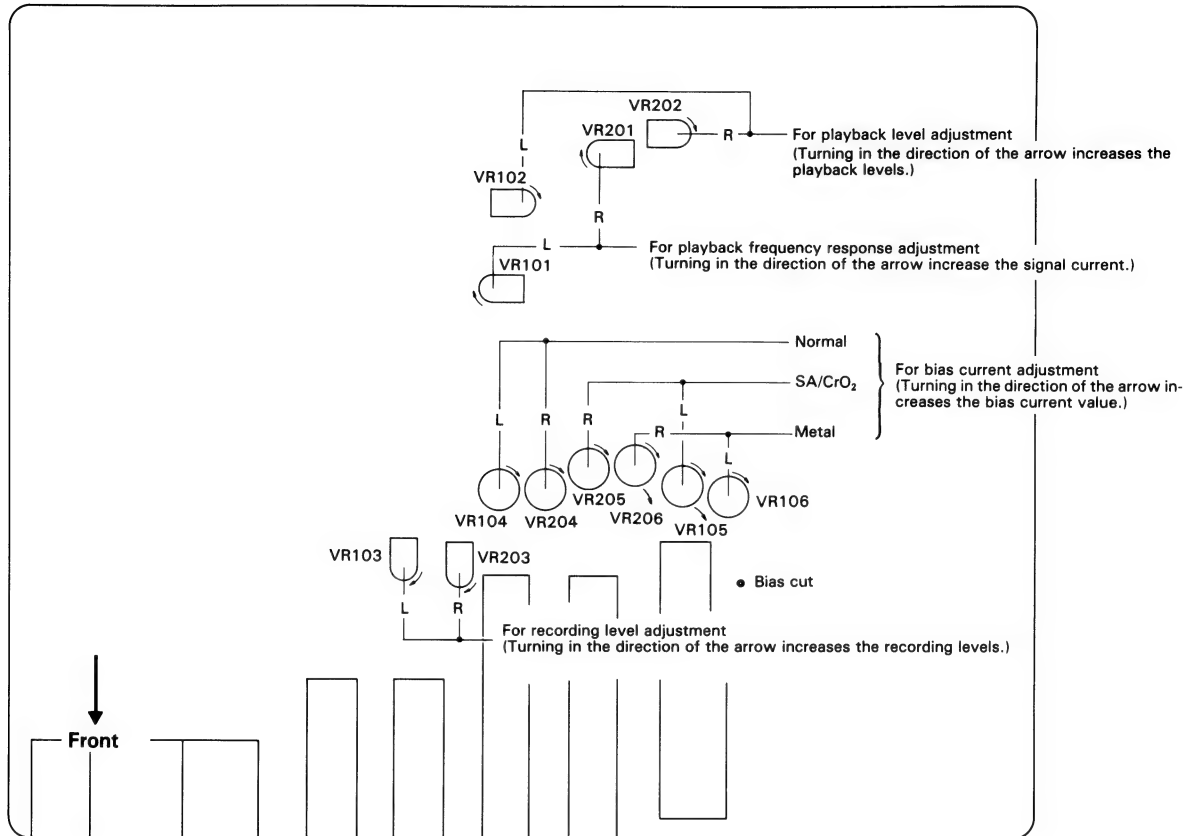 VR202
R
For playback level adjustment
(Turning in the direction of the arrow increases the
playback levels.)
VR201
L
VR102
R
L
For playback frequency response adjustment
(Turning in the direction of the arrow increase the signal current.)
VR101
Normal
SA/CrO₂
Metal
For bias current adjustment
(Turning in the direction of the arrow in-
creases the bias current value.)
L
R
R
L
R
L
VR104
VR204
VR205
VR206
VR105
VR106
VR103
VR203
Bias cut
L
R
For recording level adjustment
(Turning in the direction of the arrow increases the recording levels.)
Front